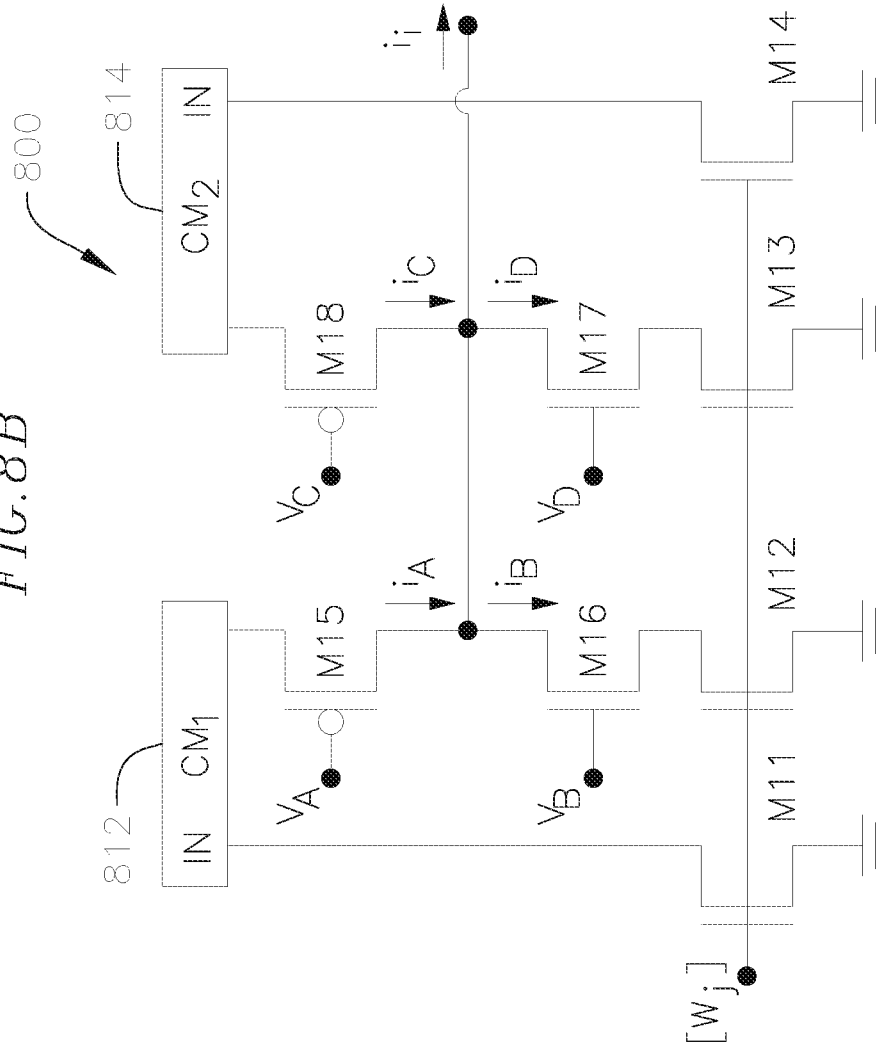 FIG. 8B
800
812
814
IN CM1
CM2 IN
VA
M15
VC
M18
iA
iC
ii
iB
iD
VB
M16
VD
M17
[Wj]
M11
M12
M13
M14